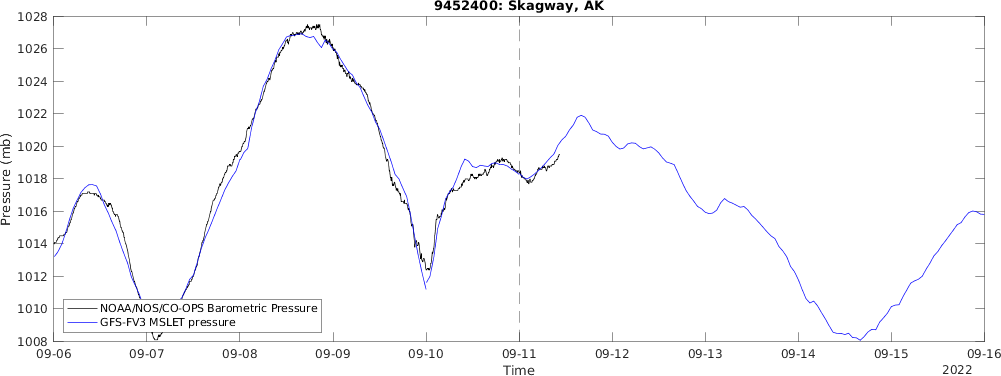 9452400: Skagway, AK
1028
1026
1024
1022
1020
1018
1016
1014
1012
1010
1008
Pressure (mb)
NOAA/NOS/CO-OPS Barometric Pressure
GFS-FV3 MSLET pressure
09-06 09-07 09-08 09-09 09-10 09-11 09-12 09-13 09-14 09-15 09-16
Time
2022